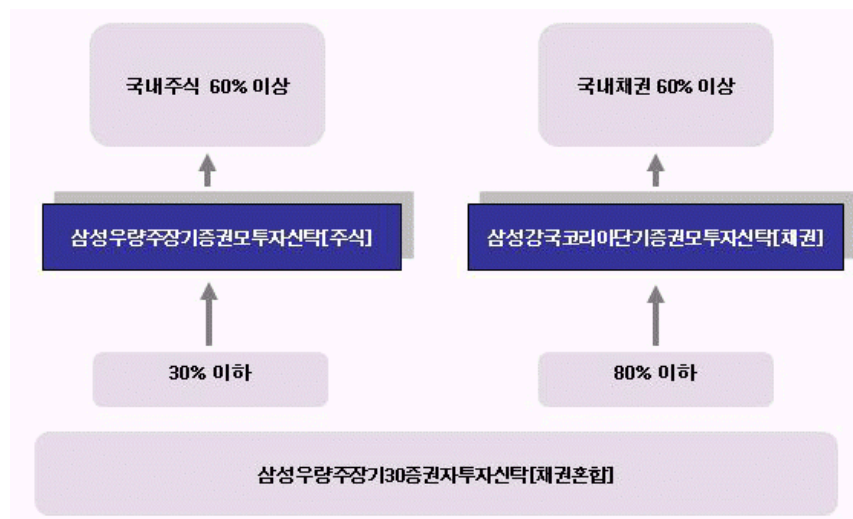 국내주식 60% 이상
국내채권 60% 이상
삼성우량주장기증권모투자신탁[주식]
삼성강국코리아단기증권모투자신탁[채권]
30% 이하
80% 이하
삼성우량주장기30증권자투자신탁[채권혼합]